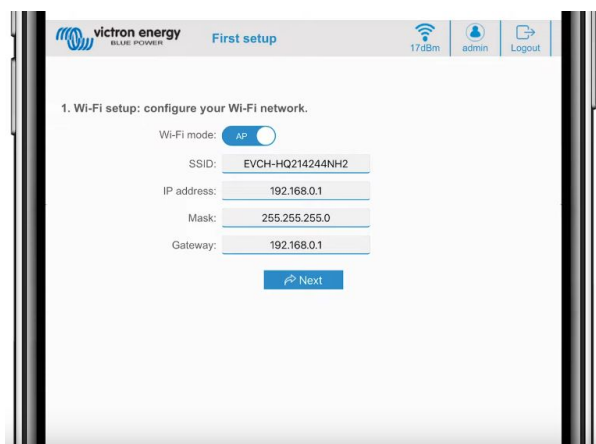 victron energy
BLUE POWER
First setup
17dBm
admin
Logout
1. Wi-Fi setup: configure your Wi-Fi network.
Wi-Fi mode: AP
SSID: EVCH-HQ214244NH2
IP address: 192.168.0.1
Mask: 255.255.255.0
Gateway: 192.168.0.1
Next